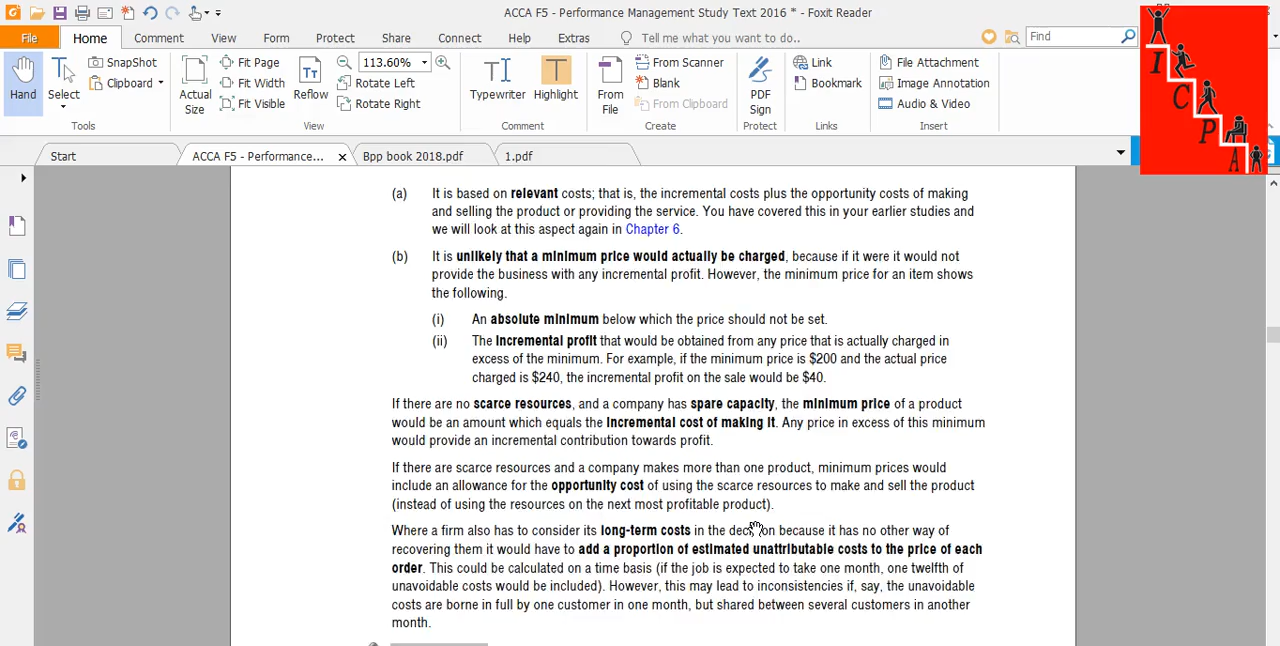 ACCA F5 - Performance Management Study Text 2016 * - Foxit Reader
File Home Comment View Form Protect Share Connect Help Extras Tell me what you want to do.. Find
Hand
Select
SnapShot
Clipboard
Tools
Actual Size
Fit Page
Fit Width
Fit Visible
Reflow
113.60%
Rotate Left
Rotate Right
View
Typewriter
Highlight
Comment
From File
From Scanner
Blank
From Clipboard
Create
PDF Sign
Protect
Link
Bookmark
Links
File Attachment
Image Annotation
Audio & Video
Insert
I
C
P
A
Start ACCA F5 - Performance... Bpp book 2018.pdf 1.pdf
(a) It is based on relevant costs; that is, the incremental costs plus the opportunity costs of making
and selling the product or providing the service. You have covered this in your earlier studies and
we will look at this aspect again in Chapter 6.
(b) It is unlikely that a minimum price would actually be charged, because if it were it would not
provide the business with any incremental profit. However, the minimum price for an item shows
the following.
(i) An absolute minimum below which the price should not be set.
(ii) The incremental profit that would be obtained from any price that is actually charged in
excess of the minimum. For example, if the minimum price is $200 and the actual price
charged is $240, the incremental profit on the sale would be $40.
If there are no scarce resources, and a company has spare capacity, the minimum price of a product
would be an amount which equals the incremental cost of making it. Any price in excess of this minimum
would provide an incremental contribution towards profit.
If there are scarce resources and a company makes more than one product, minimum prices would
include an allowance for the opportunity cost of using the scarce resources to make and sell the product
(instead of using the resources on the next most profitable product).
Where a firm also has to consider its long-term costs in the decision because it has no other way of
recovering them it would have to add a proportion of estimated unattributable costs to the price of each
order. This could be calculated on a time basis (if the job is expected to take one month, one twelfth of
unavoidable costs would be included). However, this may lead to inconsistencies if, say, the unavoidable
costs are borne in full by one customer in one month, but shared between several customers in another
month.